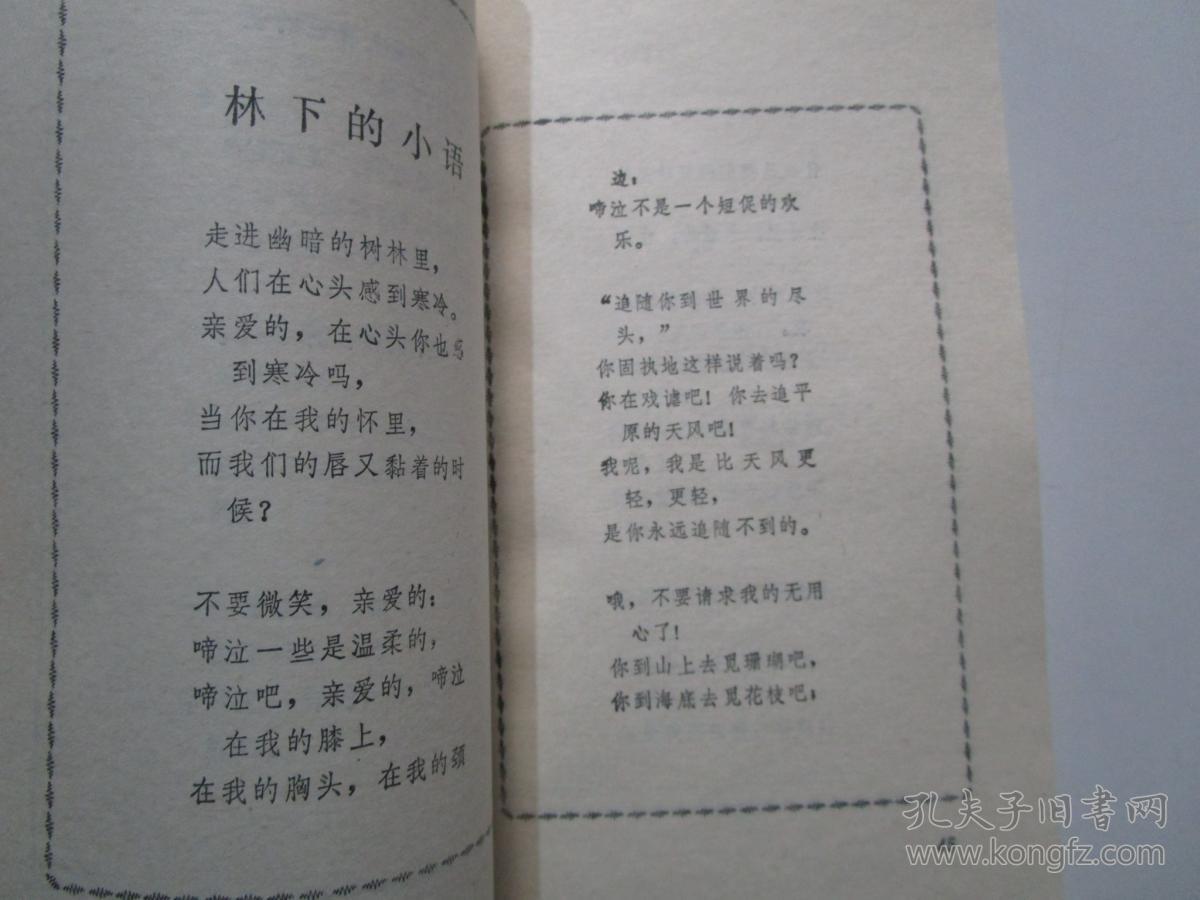 林下的小语
走进幽暗的树林里，
人们在心头感到寒冷。
亲爱的，在心头你也感
到寒冷吗，
当你在我的怀里，
而我们的唇又黏着的时
候？
不要微笑，亲爱的：
啼泣一些是温柔的，
啼泣吧，亲爱的，啼泣
在我的膝上，
在我的胸头，在我的颈
边：
啼泣不是一个短促的欢
乐。
“追随你到世界的尽
头，”
你固执地这样说着吗？
你在戏谑吧！你去追平
原的天风吧！
我呢，我是比天风更
轻，更轻，
是你永远追随不到的。
哦，不要请求我的无用
心了！
你到山上去觅珊瑚吧，
你到海底去觅花枝吧；
孔夫子旧书网
www.kongfz.com